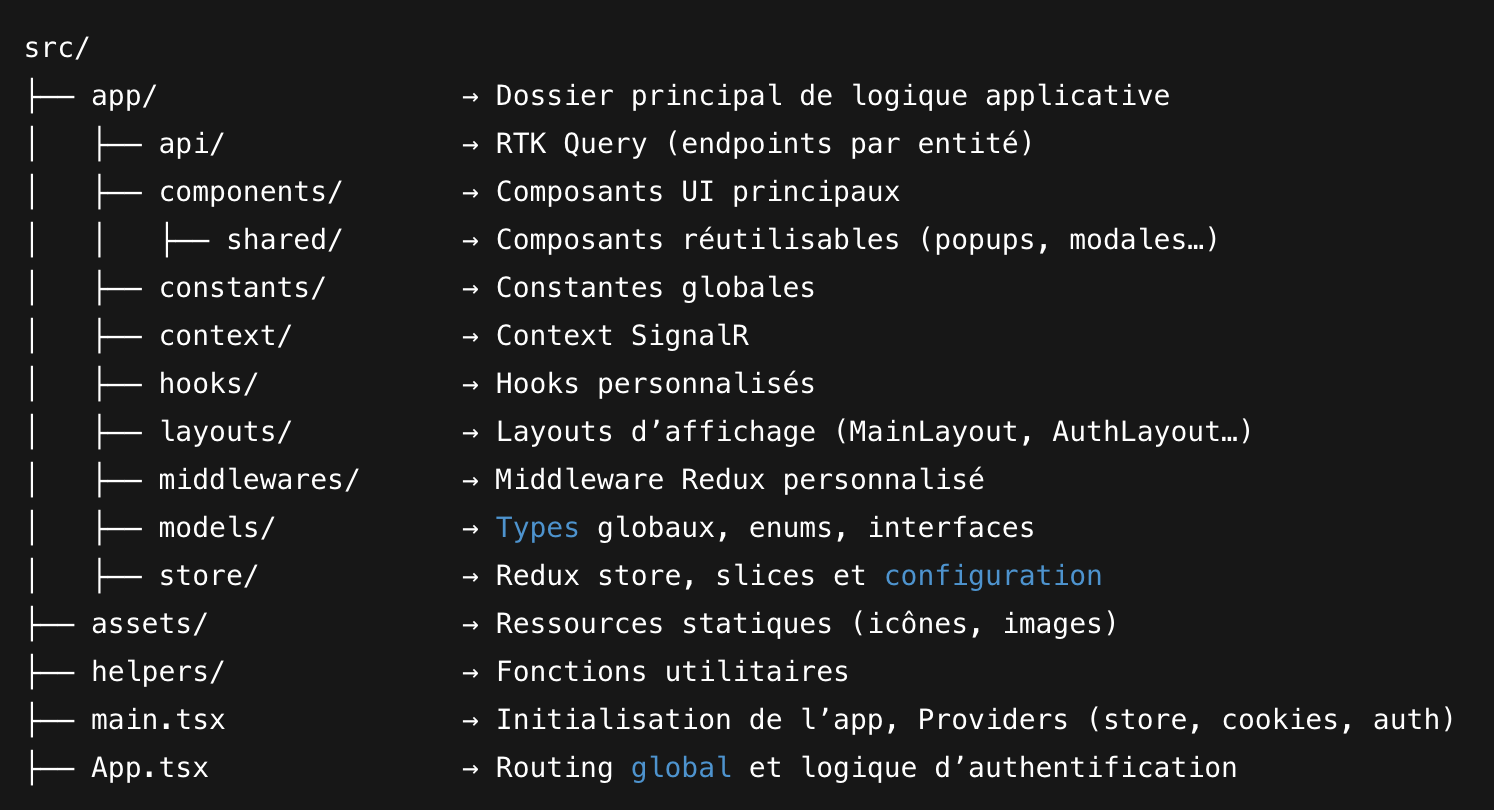 src/
├── app/                      → Dossier principal de logique applicative
│   ├── api/                  → RTK Query (endpoints par entité)
│   ├── components/           → Composants UI principaux
│   │   ├── shared/           → Composants réutilisables (popups, modales…)
│   ├── constants/            → Constantes globales
│   ├── context/              → Context SignalR
│   ├── hooks/                → Hooks personnalisés
│   ├── layouts/              → Layouts d’affichage (MainLayout, AuthLayout…)
│   ├── middlewares/          → Middleware Redux personnalisé
│   ├── models/               → Types globaux, enums, interfaces
│   ├── store/                → Redux store, slices et configuration
├── assets/                   → Ressources statiques (icônes, images)
├── helpers/                  → Fonctions utilitaires
├── main.tsx                  → Initialisation de l’app, Providers (store, cookies, auth)
├── App.tsx                   → Routing global et logique d’authentification